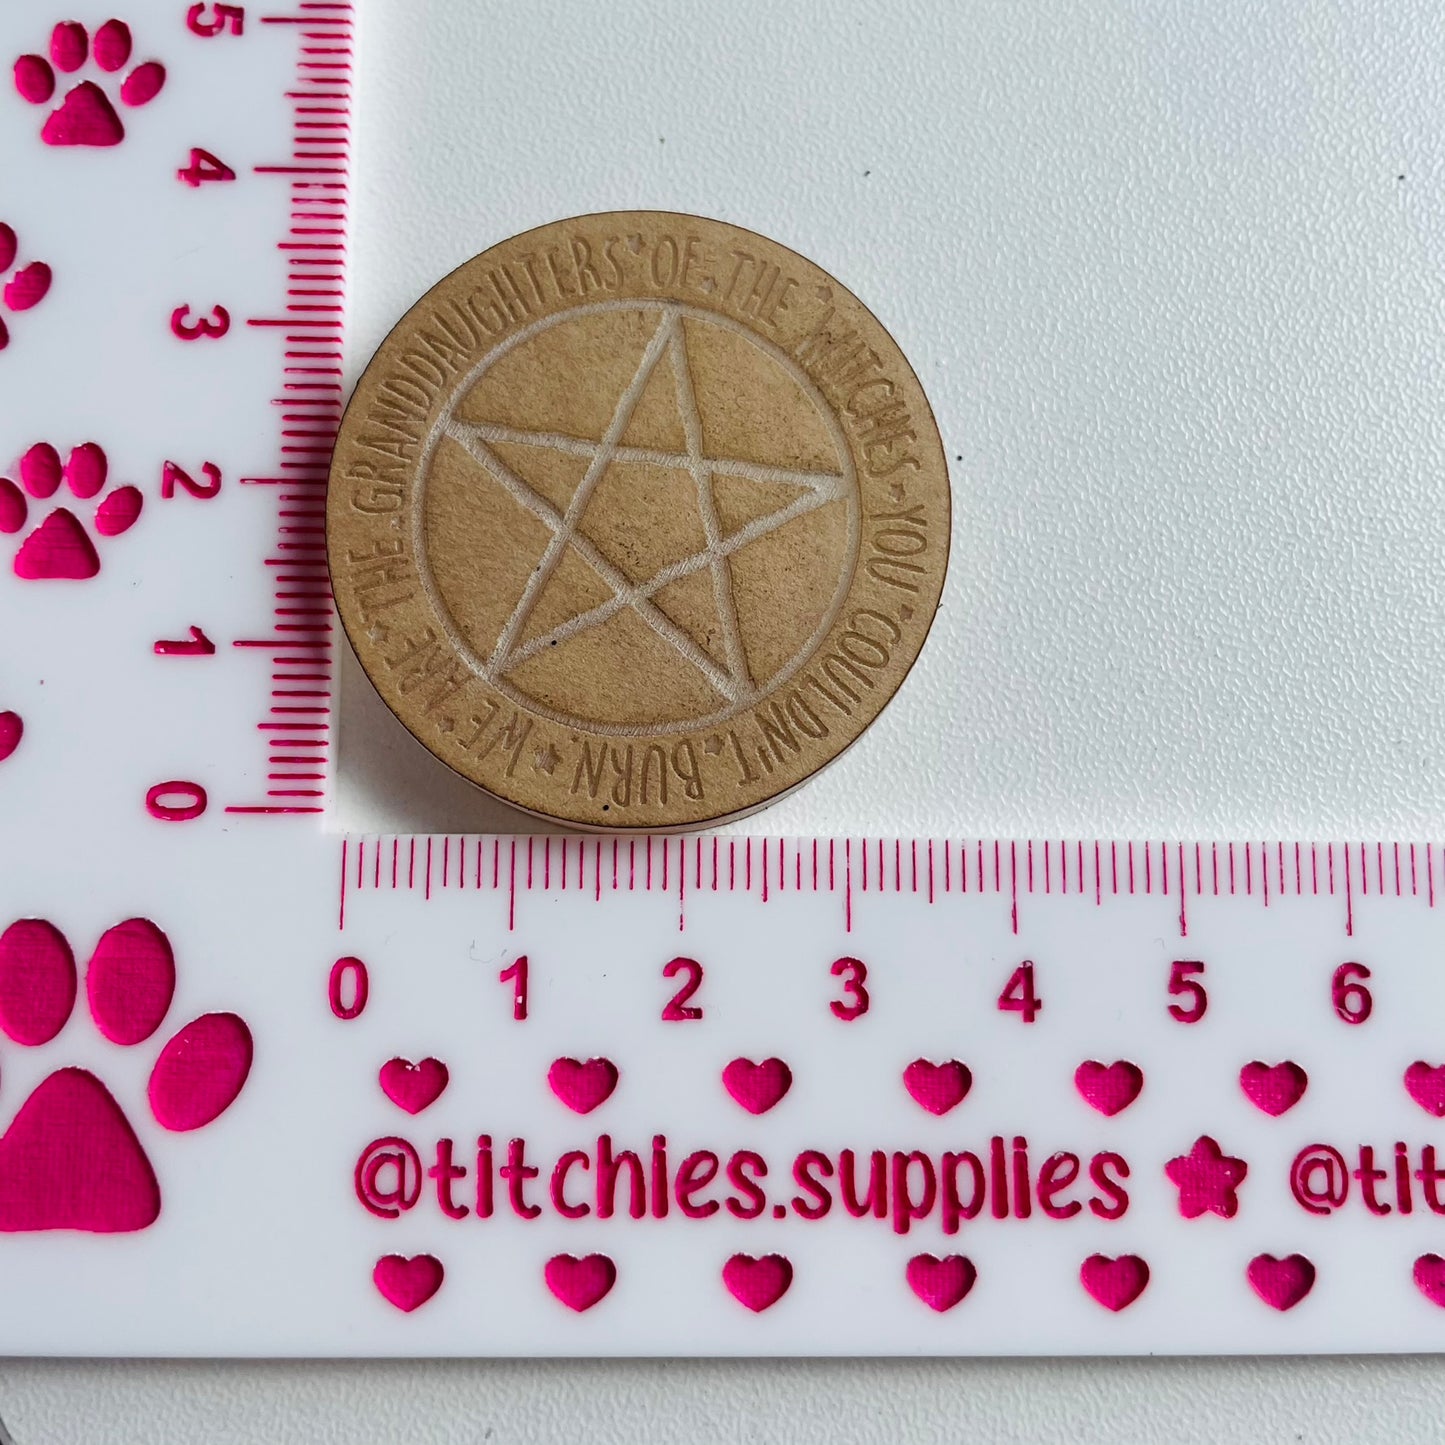 5
4
3
2
1
0
WE ARE THE GRANDDAUGHTERS OF THE WITCHES YOU COULDN'T BURN
0 1 2 3 4 5 6
@titchies.supplies ★ @tit